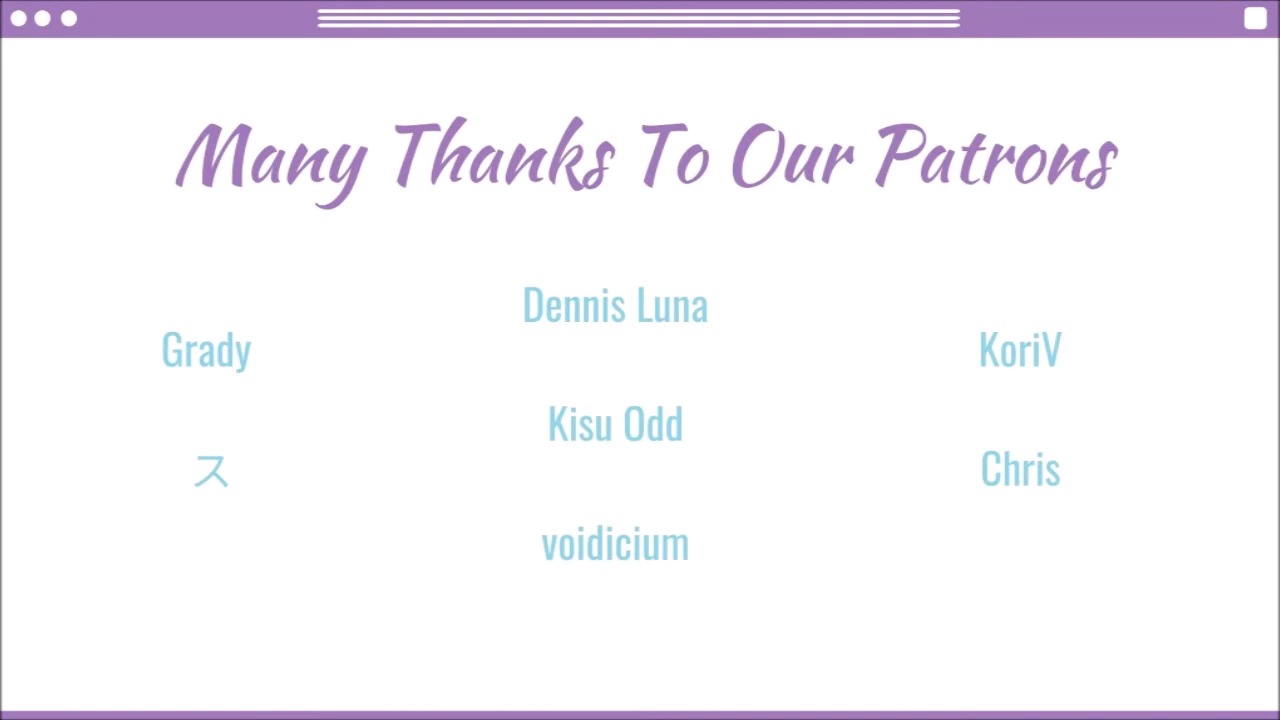 Many Thanks To Our Patrons
Dennis Luna
Grady
KoriV
Kisu Odd
ス
Chris
voidicium